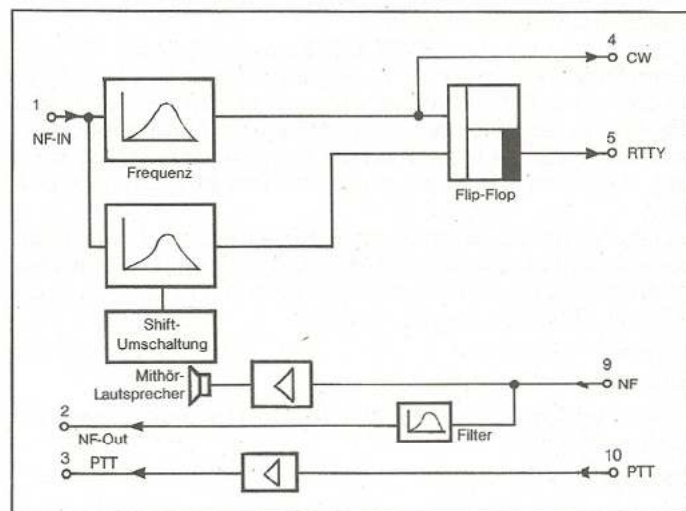 4
CW
1
NF-IN
Frequenz
5
RTTY
Flip-Flop
Shift-
Umschaltung
Mithör-
Lautsprecher
9
NF
2
NF-Out
Filter
3
PTT
10
PTT